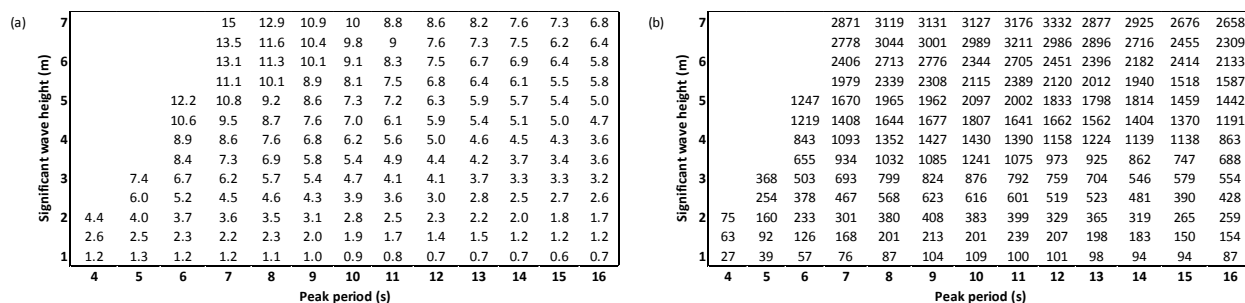 (a)
Significant wave height (m)
7 15 12.9 10.9 10 8.8 8.6 8.2 7.6 7.3 6.8
13.5 11.6 10.4 9.8 9 7.6 7.3 7.5 6.2 6.4
6 13.1 11.3 10.1 9.1 8.3 7.5 6.7 6.9 6.4 5.8
11.1 10.1 8.9 8.1 7.5 6.8 6.4 6.1 5.5 5.8
5 12.2 10.8 9.2 8.6 7.3 7.2 6.3 5.9 5.7 5.4 5.0
10.6 9.5 8.7 7.6 7.0 6.1 5.9 5.4 5.1 5.0 4.7
4 8.9 8.6 7.6 6.8 6.2 5.6 5.0 4.6 4.5 4.3 3.6
8.4 7.3 6.9 5.8 5.4 4.9 4.4 4.2 3.7 3.4 3.6
3 7.4 6.7 6.2 5.7 5.4 4.7 4.1 4.1 3.7 3.3 3.3 3.2
6.0 5.2 4.5 4.6 4.3 3.9 3.6 3.0 2.8 2.5 2.7 2.6
2 4.4 4.0 3.7 3.6 3.5 3.1 2.8 2.5 2.3 2.2 2.0 1.8 1.7
2.6 2.5 2.3 2.2 2.3 2.0 1.9 1.7 1.4 1.5 1.2 1.2 1.2
1 1.2 1.3 1.2 1.2 1.1 1.0 0.9 0.8 0.7 0.7 0.7 0.6 0.7
4 5 6 7 8 9 10 11 12 13 14 15 16
Peak period (s)
(b)
Significant wave height (m)
7 2871 3119 3131 3127 3176 3332 2877 2925 2676 2658
2778 3044 3001 2989 3211 2986 2896 2716 2455 2309
6 2406 2713 2776 2344 2705 2451 2396 2182 2414 2133
1979 2339 2308 2115 2389 2120 2012 1940 1518 1587
5 1247 1670 1965 1962 2097 2002 1833 1798 1814 1459 1442
1219 1408 1644 1677 1807 1641 1662 1562 1404 1370 1191
4 843 1093 1352 1427 1430 1390 1158 1224 1139 1138 863
655 934 1032 1085 1241 1075 973 925 862 747 688
3 368 503 693 799 824 876 792 759 704 546 579 554
254 378 467 568 623 616 601 519 523 481 390 428
2 75 160 233 301 380 408 383 399 329 365 319 265 259
63 92 126 168 201 213 201 239 207 198 183 150 154
1 27 39 57 76 87 104 109 100 101 98 94 94 87
4 5 6 7 8 9 10 11 12 13 14 15 16
Peak period (s)